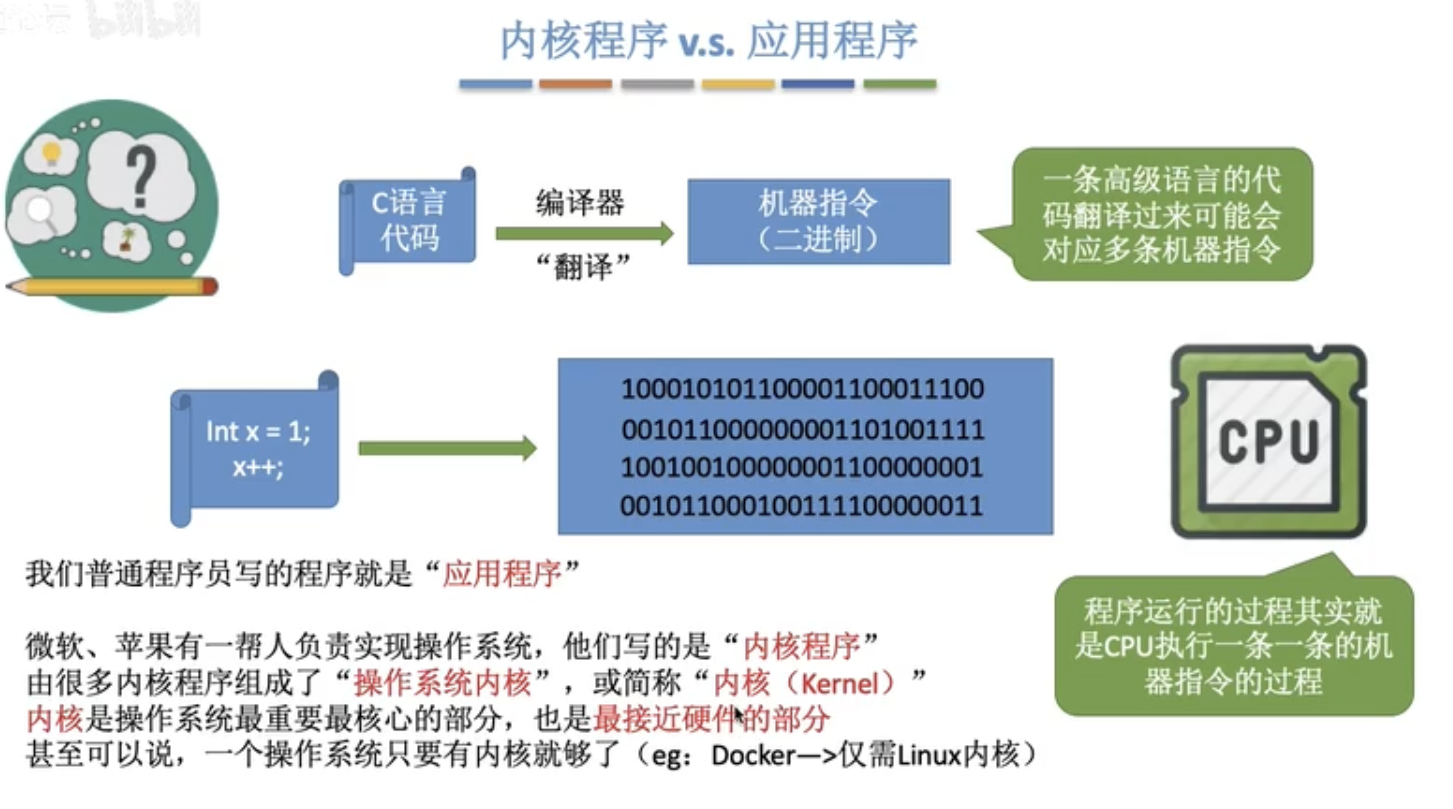 bilibili
内核程序 v.s. 应用程序
C语言
代码
编译器
“翻译”
机器指令
（二进制）
一条高级语言的代
码翻译过来可能会
对应多条机器指令
Int x = 1;
x++;
100010101100001100011100
001011000000001101001111
100100100000001100000001
001011000100111100000011
CPU
程序运行的过程其实就
是CPU执行一条一条的机
器指令的过程
我们普通程序员写的程序就是“应用程序”
微软、苹果有一帮人负责实现操作系统，他们写的是“内核程序”
由很多内核程序组成了“操作系统内核”，或简称“内核（Kernel）”
内核是操作系统最重要最核心的部分，也是最接近硬件的部分
甚至可以说，一个操作系统只要有内核就够了（eg：Docker—>仅需Linux内核）